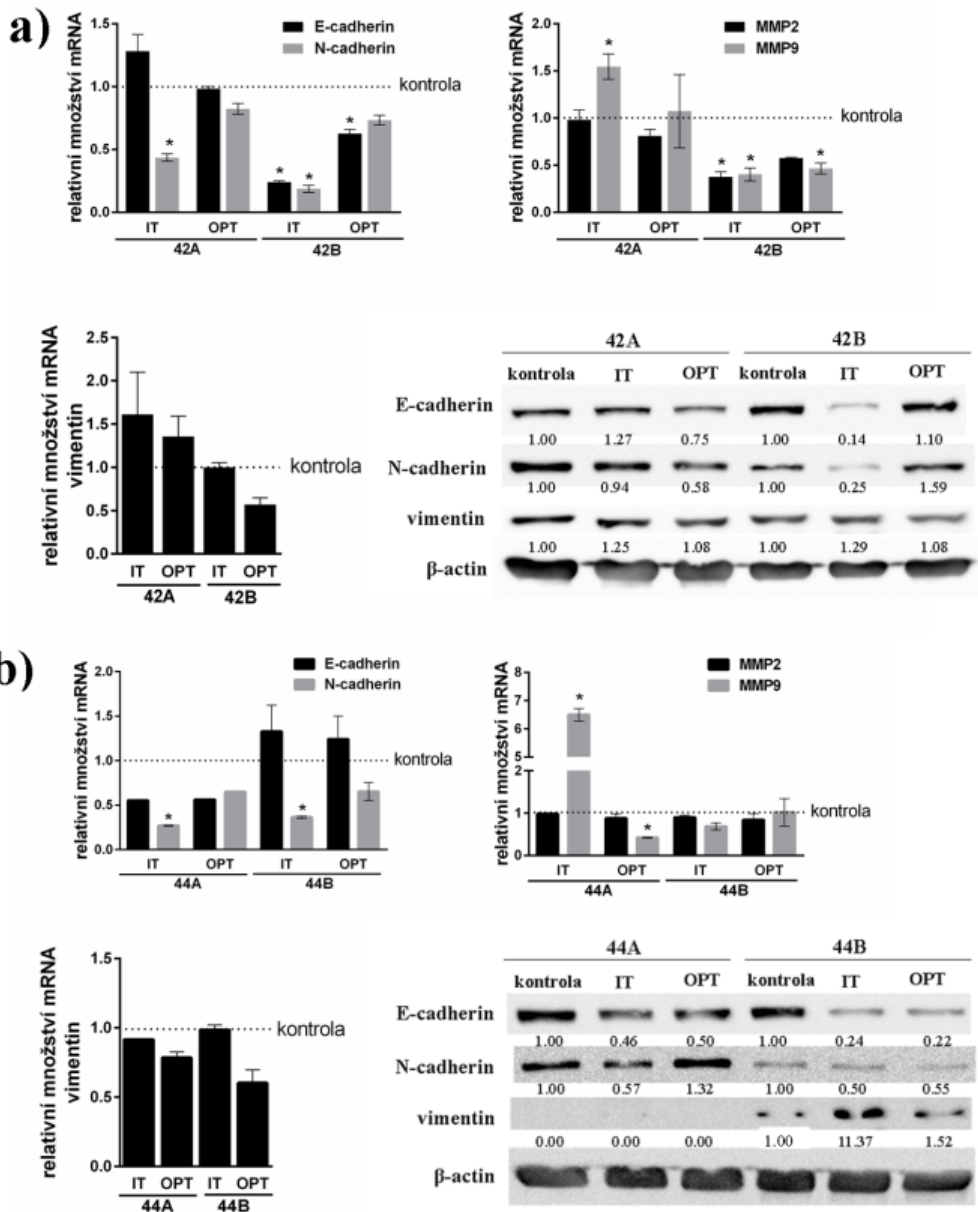 a)
E-cadherin
N-cadherin
relativní množství mRNA
1.5
1.0
0.5
0.0
kontrola
*
*
*
*
IT OPT IT OPT
42A 42B
MMP2
MMP9
relativní množství mRNA
2.0
1.5
1.0
0.5
0.0
kontrola
*
*
*
*
IT OPT IT OPT
42A 42B
relativní množství mRNA
vimentin
2.5
2.0
1.5
1.0
0.5
0.0
kontrola
IT OPT IT OPT
42A 42B
42A 42B
kontrola IT OPT kontrola IT OPT
E-cadherin
1.00 1.27 0.75 1.00 0.14 1.10
N-cadherin
1.00 0.94 0.58 1.00 0.25 1.59
vimentin
1.00 1.25 1.08 1.00 1.29 1.08
β-actin
b)
E-cadherin
N-cadherin
relativní množství mRNA
2.0
1.5
1.0
0.5
0.0
kontrola
*
*
IT OPT IT OPT
44A 44B
MMP2
MMP9
relativní množství mRNA
8
7
6
5
1
0
kontrola
*
*
IT OPT IT OPT
44A 44B
relativní množství mRNA
vimentin
1.5
1.0
0.5
0.0
kontrola
IT OPT IT OPT
44A 44B
44A 44B
kontrola IT OPT kontrola IT OPT
E-cadherin
1.00 0.46 0.50 1.00 0.24 0.22
N-cadherin
1.00 0.57 1.32 1.00 0.50 0.55
vimentin
0.00 0.00 0.00 1.00 11.37 1.52
β-actin